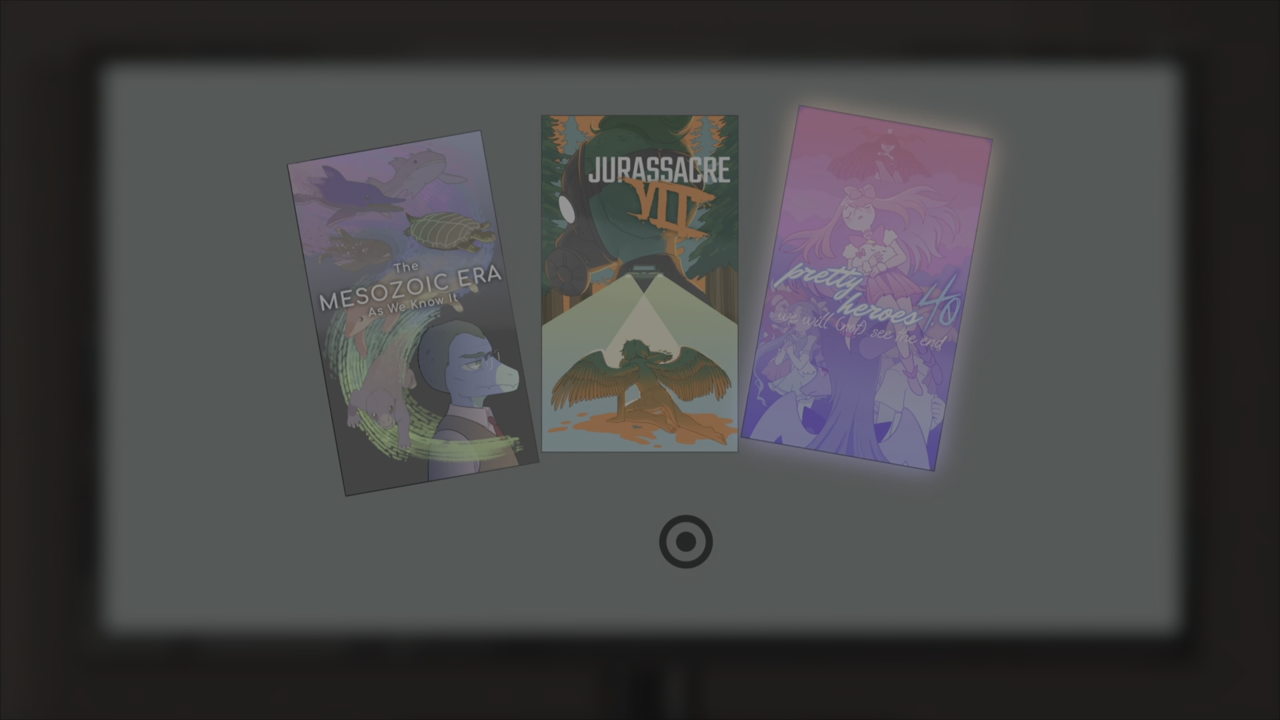 The
MESOZOIC ERA
As We Know It
JURASSACRE
VII
pretty
heroes 40
we will (not) see the end